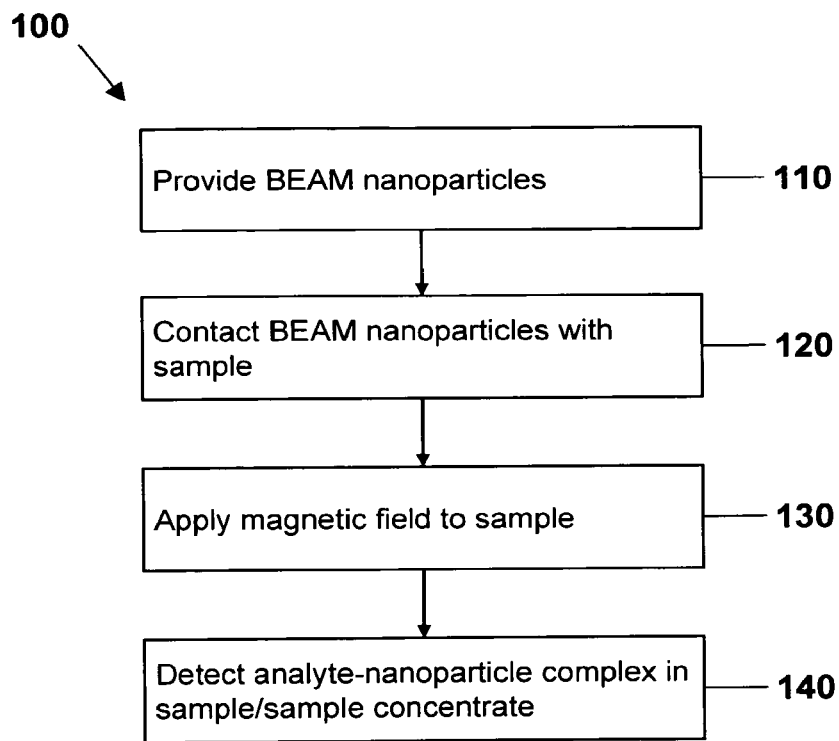 100
Provide BEAM nanoparticles
110
Contact BEAM nanoparticles with
sample
120
Apply magnetic field to sample
130
Detect analyte-nanoparticle complex in
sample/sample concentrate
140